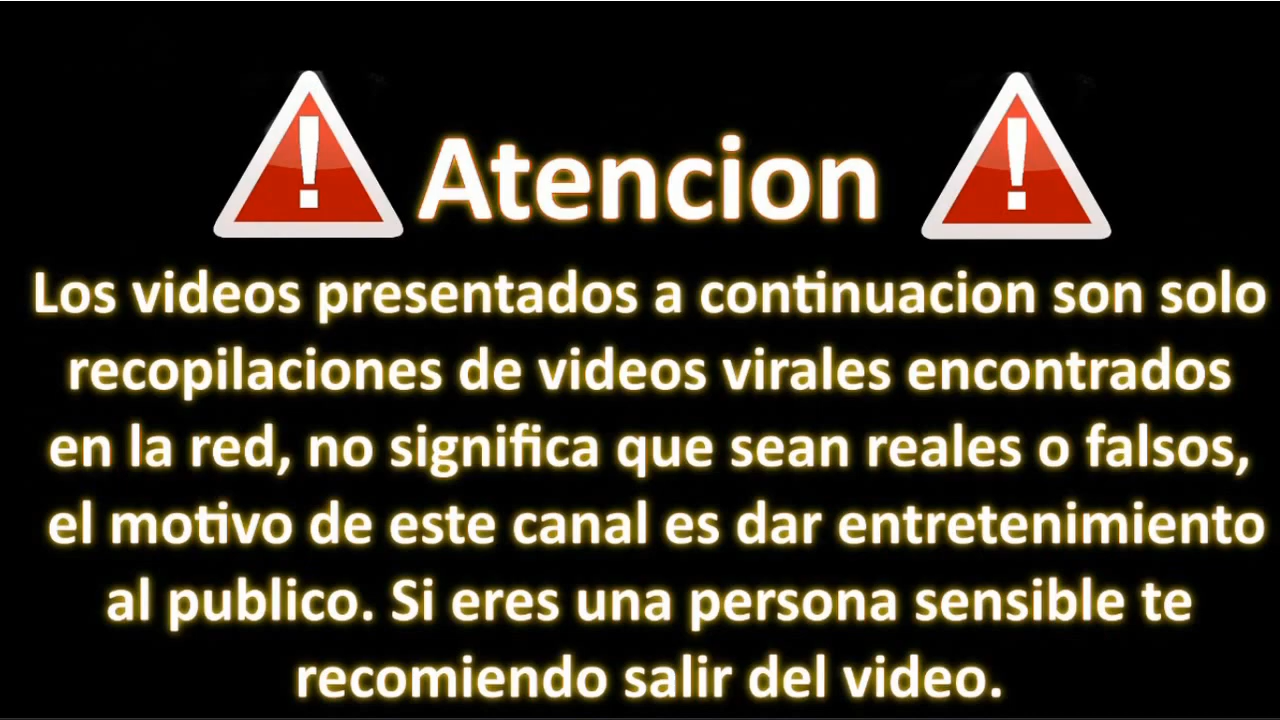 Atencion
Los videos presentados a continuacion son solo
recopilaciones de videos virales encontrados
en la red, no significa que sean reales o falsos,
el motivo de este canal es dar entretenimiento
al publico. Si eres una persona sensible te
recomiendo salir del video.